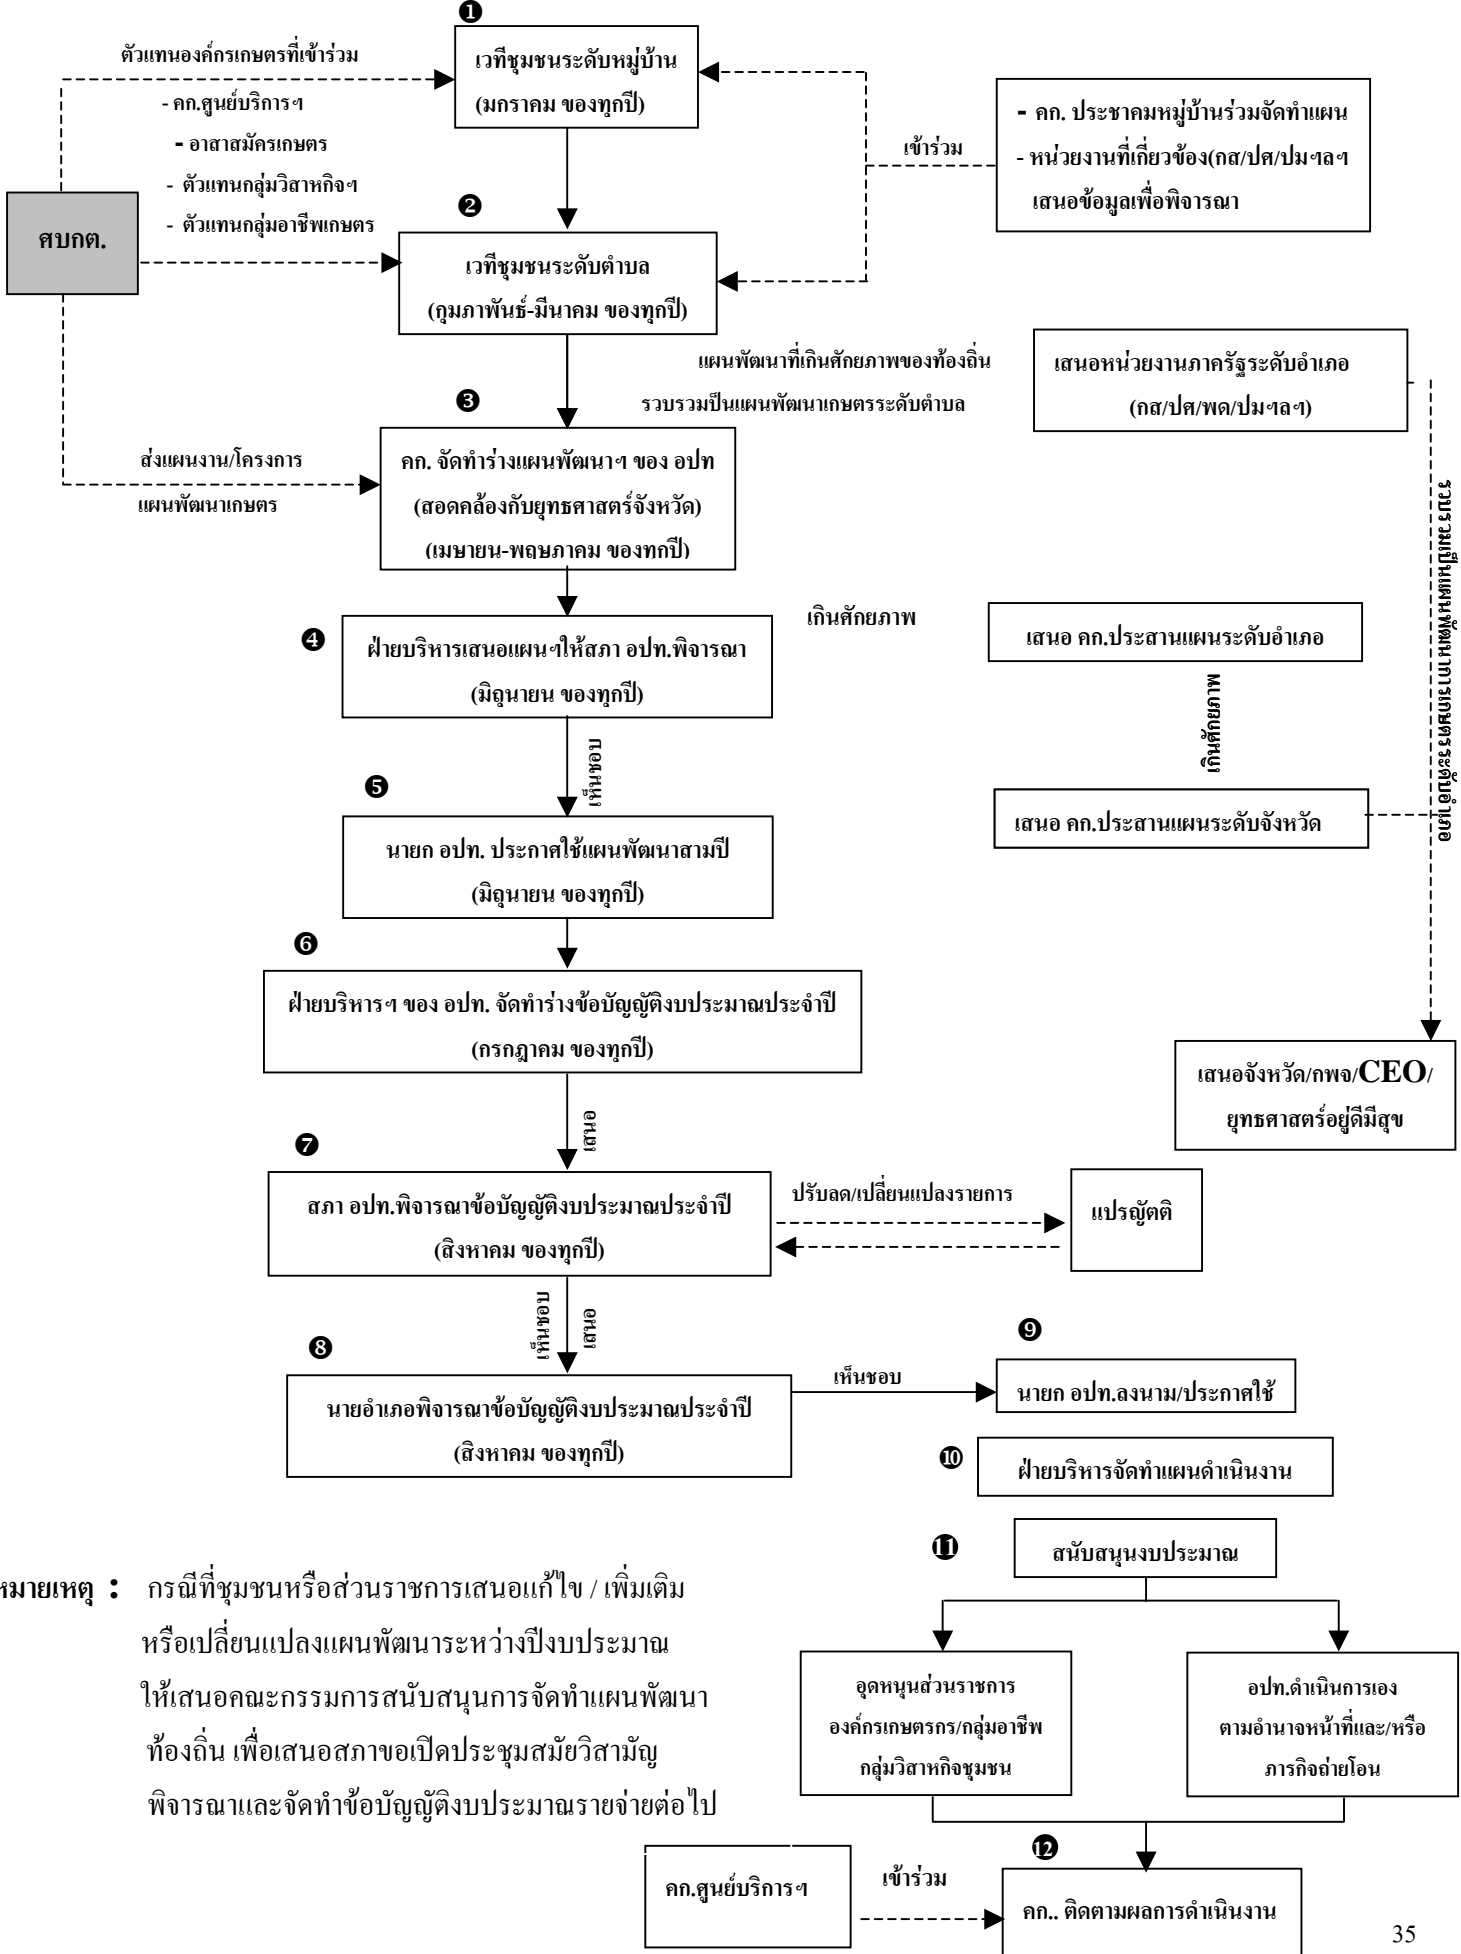 ❶
ตัวแทนองค์กรเกษตรที่เข้าร่วม
- คก.ศูนย์บริการฯ
- อาสาสมัครเกษตร
- ตัวแทนกลุ่มวิสาหกิจฯ
- ตัวแทนกลุ่มอาชีพเกษตร
ศบกต.
เวทีชุมชนระดับหมู่บ้าน
(มกราคม ของทุกปี)
เข้าร่วม
- คก. ประชาคมหมู่บ้านร่วมจัดทำแผน
- หน่วยงานที่เกี่ยวข้อง(กส/ปศ/ปมฯลฯ
เสนอข้อมูลเพื่อพิจารณา
❷
เวทีชุมชนระดับตำบล
(กุมภาพันธ์-มีนาคม ของทุกปี)
แผนพัฒนาที่เกินศักยภาพของท้องถิ่น
รวบรวมป็นแผนพัฒนาเกษตรระดับตำบล
เสนอหน่วยงานภาครัฐระดับอำเภอ
(กส/ปศ/พด/ปมฯลฯ)
❸
ส่งแผนงาน/โครงการ
แผนพัฒนาเกษตร
คก. จัดทำร่างแผนพัฒนาฯ ของ อปท
(สอดคล้องกับยุทธศาสตร์จังหวัด)
(เมษายน-พฤษภาคม ของทุกปี)
รวบรวมเป็นแผนพัฒนาการเกษตรระดับอำเภอ
❹
ฝ่ายบริหารเสนอแผนฯให้สภา อปท.พิจารณา
(มิถุนายน ของทุกปี)
เกินศักยภาพ
เสนอ คก.ประสานแผนระดับอำเภอ
เกินศักยภาพ
เห็นชอบ
❺
นายก อปท. ประกาศใช้แผนพัฒนาสามปี
(มิถุนายน ของทุกปี)
เสนอ คก.ประสานแผนระดับจังหวัด
❻
ฝ่ายบริหารฯ ของ อปท. จัดทำร่างข้อบัญญัติงบประมาณประจำปี
(กรกฎาคม ของทุกปี)
เสนอจังหวัด/กพจ/CEO/
ยุทธศาสตร์อยู่ดีมีสุข
เสนอ
❼
สภา อปท.พิจารณาข้อบัญญัติงบประมาณประจำปี
(สิงหาคม ของทุกปี)
ปรับลด/เปลี่ยนแปลงรายการ
แปรญัตติ
เห็นชอบ
เสนอ
❽
นายอำเภอพิจารณาข้อบัญญัติงบประมาณประจำปี
(สิงหาคม ของทุกปี)
เห็นชอบ
❾
นายก อปท.ลงนาม/ประกาศใช้
❿
ฝ่ายบริหารจัดทำแผนดำเนินงาน
⓫
สนับสนุนงบประมาณ
หมายเหตุ : กรณีที่ชุมชนหรือส่วนราชการเสนอแก้ไข / เพิ่มเติม
หรือเปลี่ยนแปลงแผนพัฒนาระหว่างปีงบประมาณ
ให้เสนอคณะกรรมการสนับสนุนการจัดทำแผนพัฒนา
ท้องถิ่น เพื่อเสนอสภาขอเปิดประชุมสมัยวิสามัญ
พิจารณาและจัดทำข้อบัญญัติงบประมาณรายจ่ายต่อไป
อุดหนุนส่วนราชการ
องค์กรเกษตรกร/กลุ่มอาชีพ
กลุ่มวิสาหกิจชุมชน
อปท.ดำเนินการเอง
ตามอำนาจหน้าที่และ/หรือ
ภารกิจถ่ายโอน
คก.ศูนย์บริการฯ
เข้าร่วม
⓬
คก.. ติดตามผลการดำเนินงาน
35